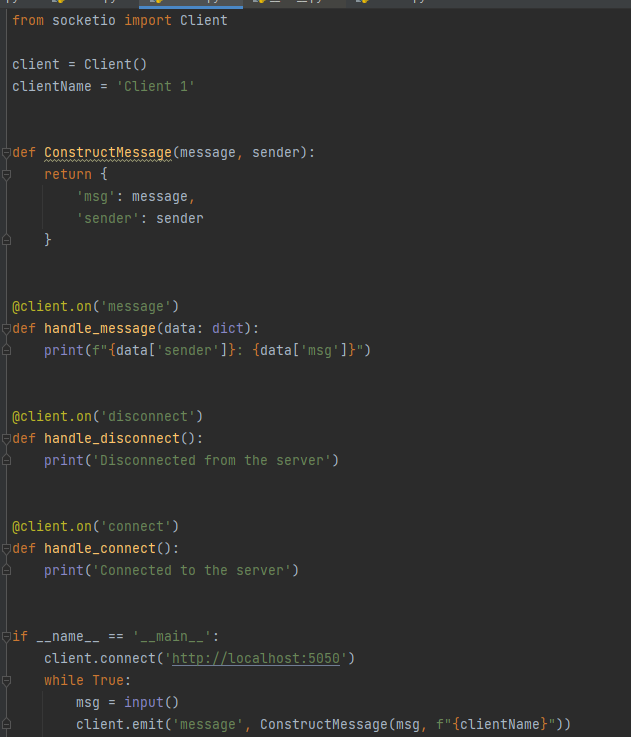 from socketio import Client
client = Client()
clientName = 'Client 1'
def ConstructMessage(message, sender):
    return {
        'msg': message,
        'sender': sender
    }
@client.on('message')
def handle_message(data: dict):
    print(f"{data['sender']}: {data['msg']}")
@client.on('disconnect')
def handle_disconnect():
    print('Disconnected from the server')
@client.on('connect')
def handle_connect():
    print('Connected to the server')
if __name__ == '__main__':
    client.connect('http://localhost:5050')
    while True:
        msg = input()
        client.emit('message', ConstructMessage(msg, f"{clientName}"))